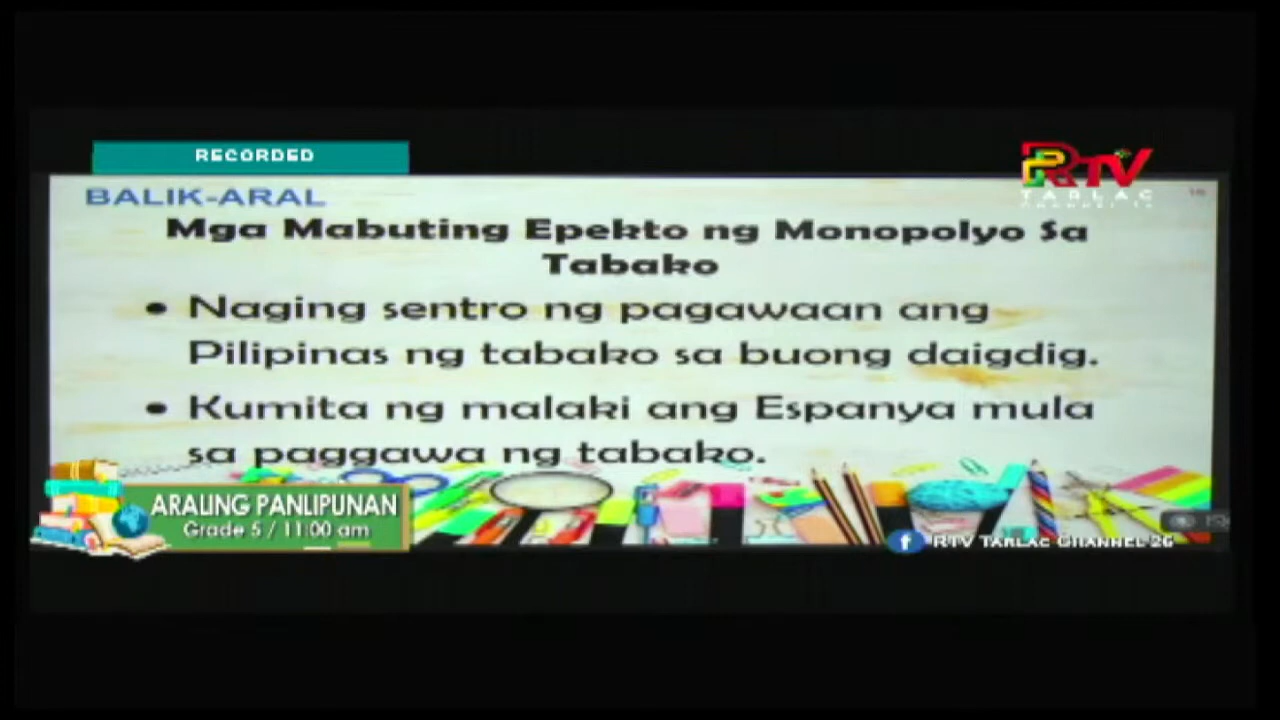 RECORDED
RTV
TARLAC
BALIK-ARAL
Mga Mabuting Epekto ng Monopolyo Sa
Tabako
• Naging sentro ng pagawaan ang
Pilipinas ng tabako sa buong daigdig.
• Kumita ng malaki ang Espanya mula
sa paggawa ng tabako.
ARALING PANLIPUNAN
Grade 5 / 11:00 am
RTV TARLAC CHANNEL 26